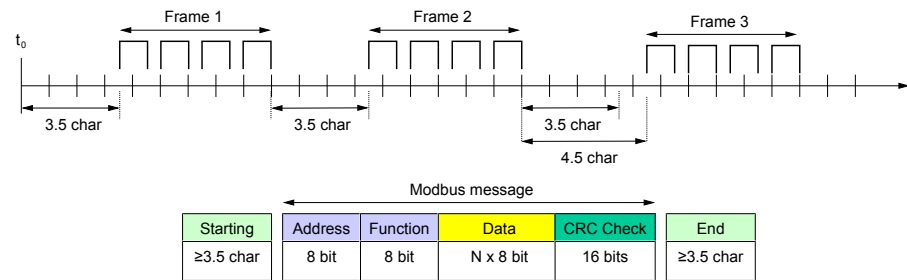 Frame 1 Frame 2 Frame 3
t₀
3.5 char 3.5 char 3.5 char
4.5 char
Modbus message
Starting Address Function Data CRC Check End
≥3.5 char 8 bit 8 bit N x 8 bit 16 bits ≥3.5 char